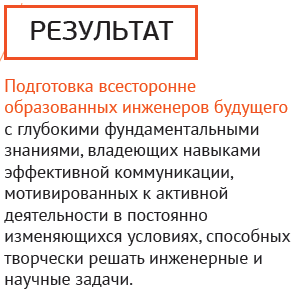 РЕЗУЛЬТАТ
Подготовка всесторонне
образованных инженеров будущего
с глубокими фундаментальными
знаниями, владеющих навыками
эффективной коммуникации,
мотивированных к активной
деятельности в постоянно
изменяющихся условиях, способных
творчески решать инженерные и
научные задачи.